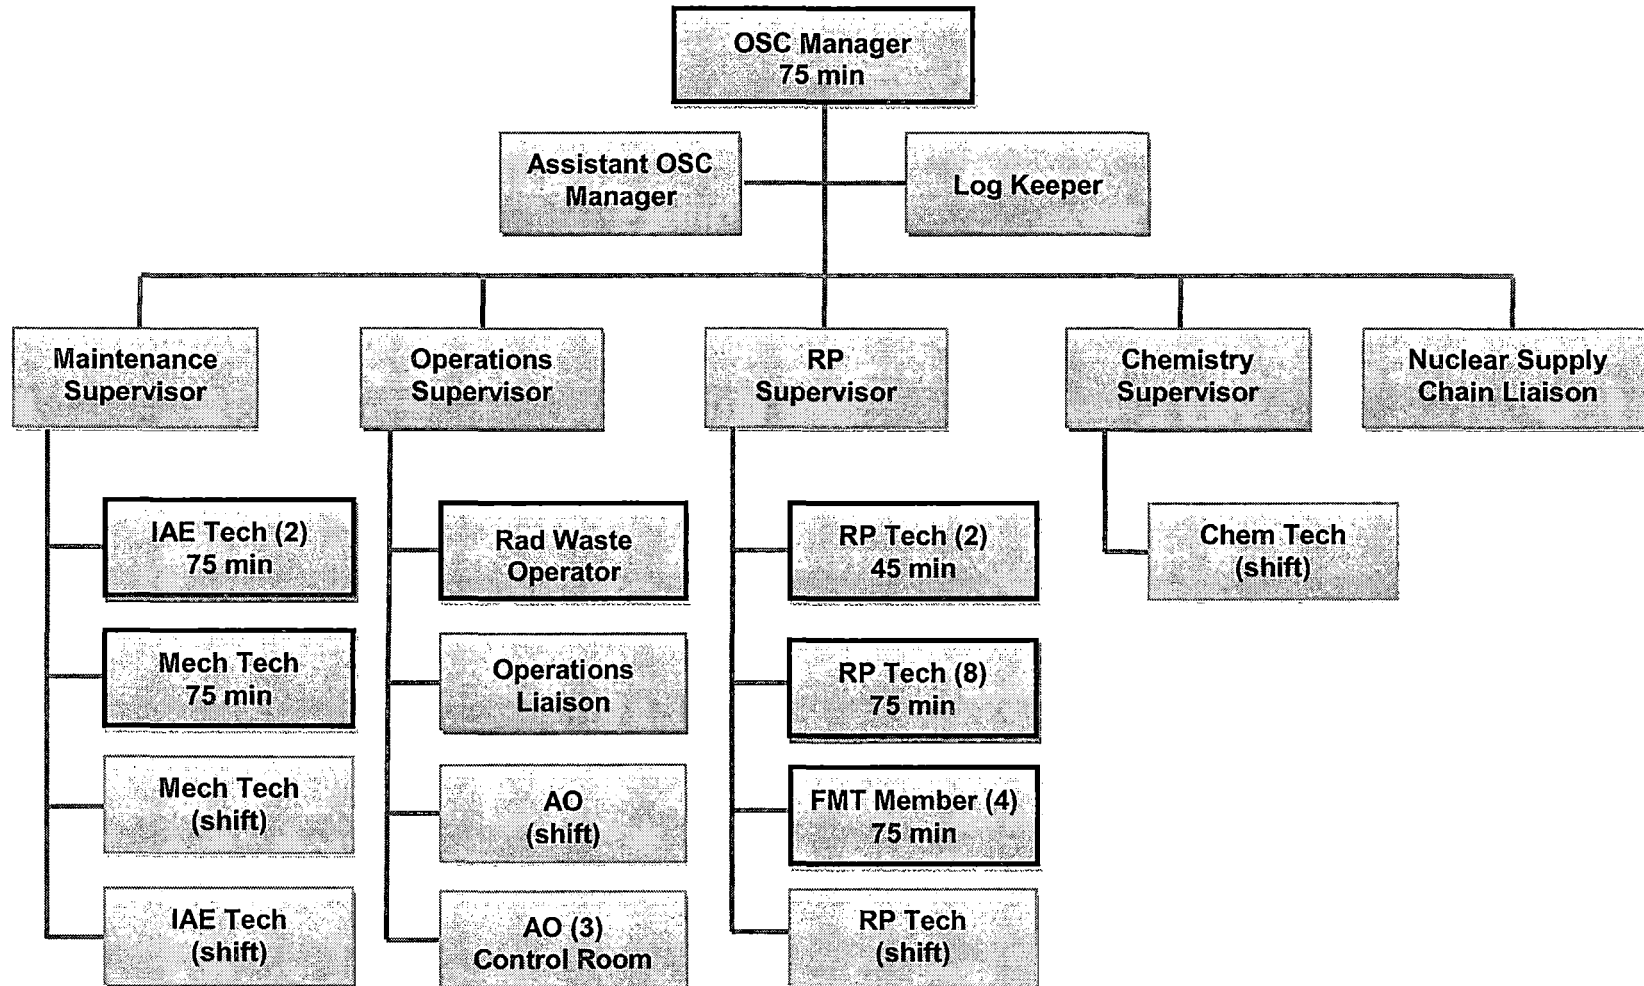 OSC Manager
75 min
Assistant OSC
Manager
Log Keeper
Maintenance
Supervisor
Operations
Supervisor
RP
Supervisor
Chemistry
Supervisor
Nuclear Supply
Chain Liaison
IAE Tech (2)
75 min
Rad Waste
Operator
RP Tech (2)
45 min
Chem Tech
(shift)
Mech Tech
75 min
Operations
Liaison
RP Tech (8)
75 min
Mech Tech
(shift)
AO
(shift)
FMT Member (4)
75 min
IAE Tech
(shift)
AO (3)
Control Room
RP Tech
(shift)